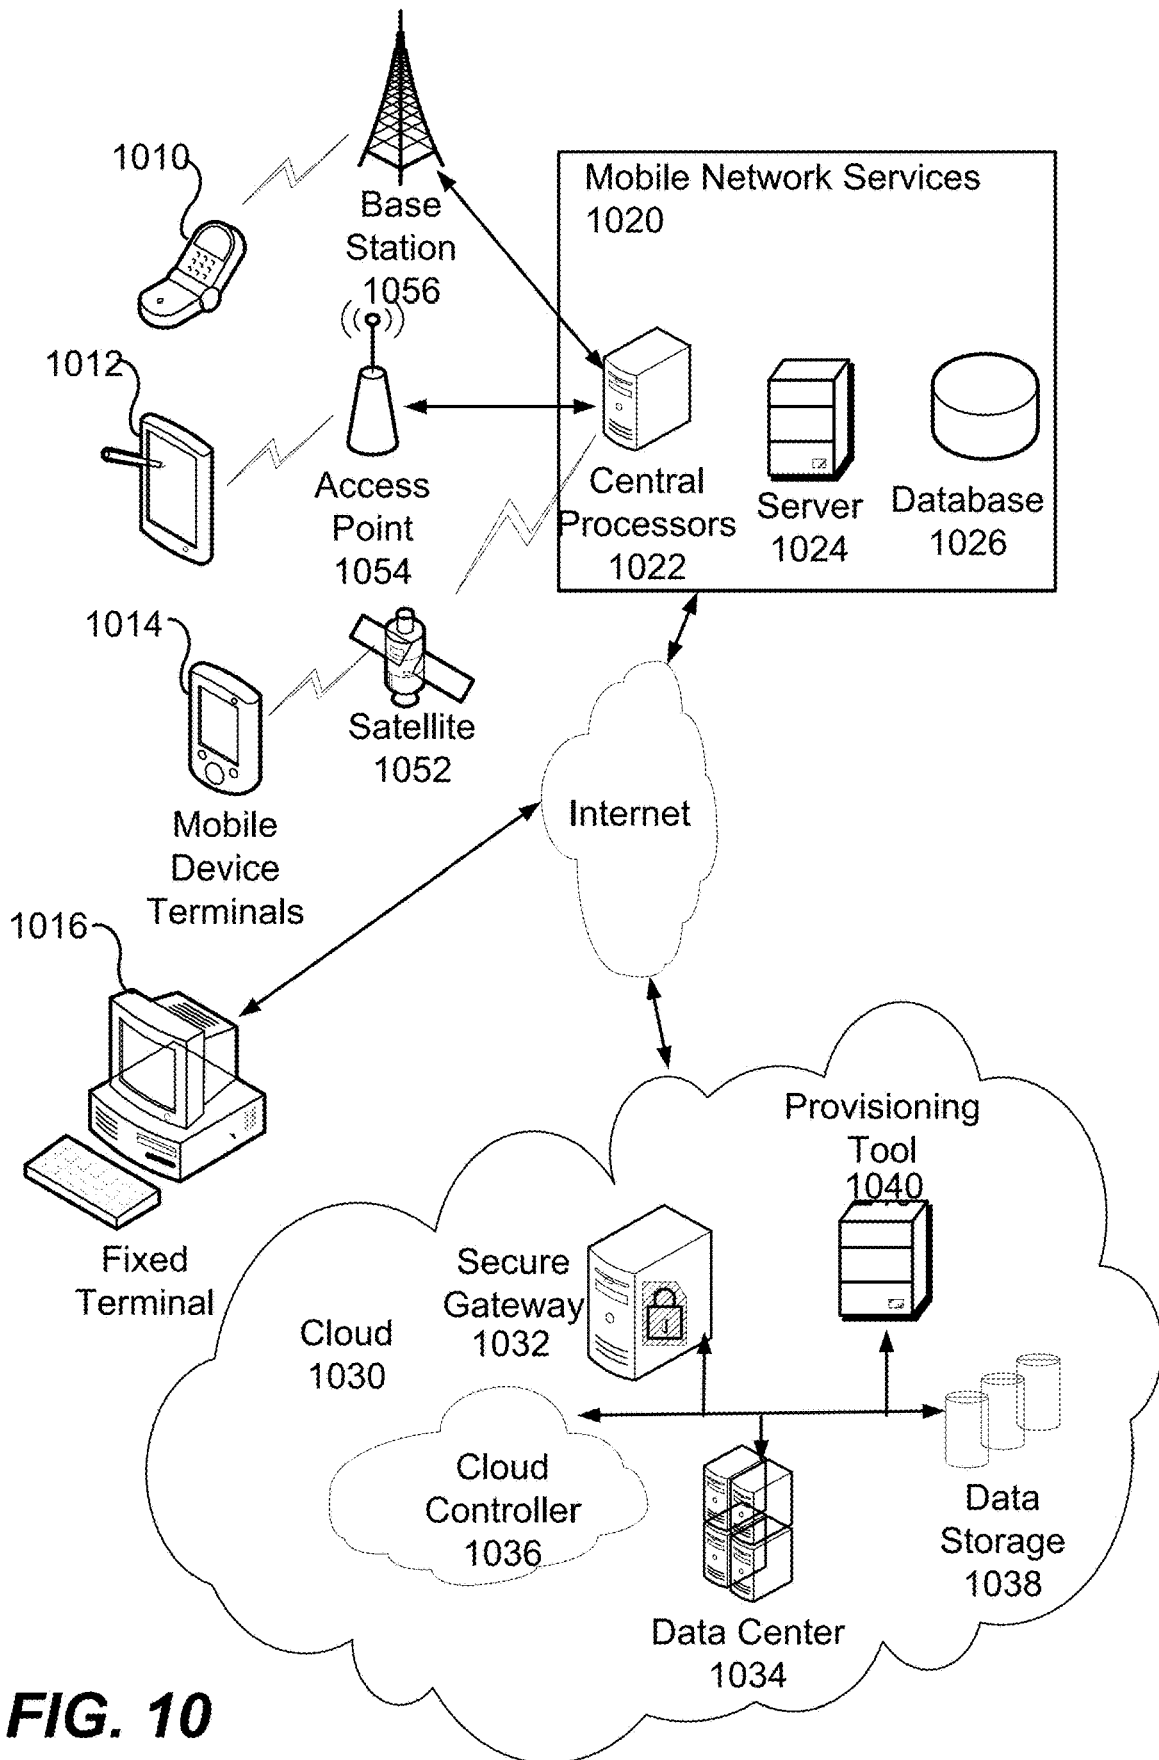 1010
Base
Station
1056
Mobile Network Services
1020
1012
Access
Point
1054
Central
Processors
1022
Server
1024
Database
1026
1014
Satellite
1052
Mobile
Device
Terminals
Internet
1016
Fixed
Terminal
Provisioning
Tool
1040
Secure
Gateway
1032
Cloud
1030
Cloud
Controller
1036
Data
Storage
1038
Data Center
1034
FIG. 10